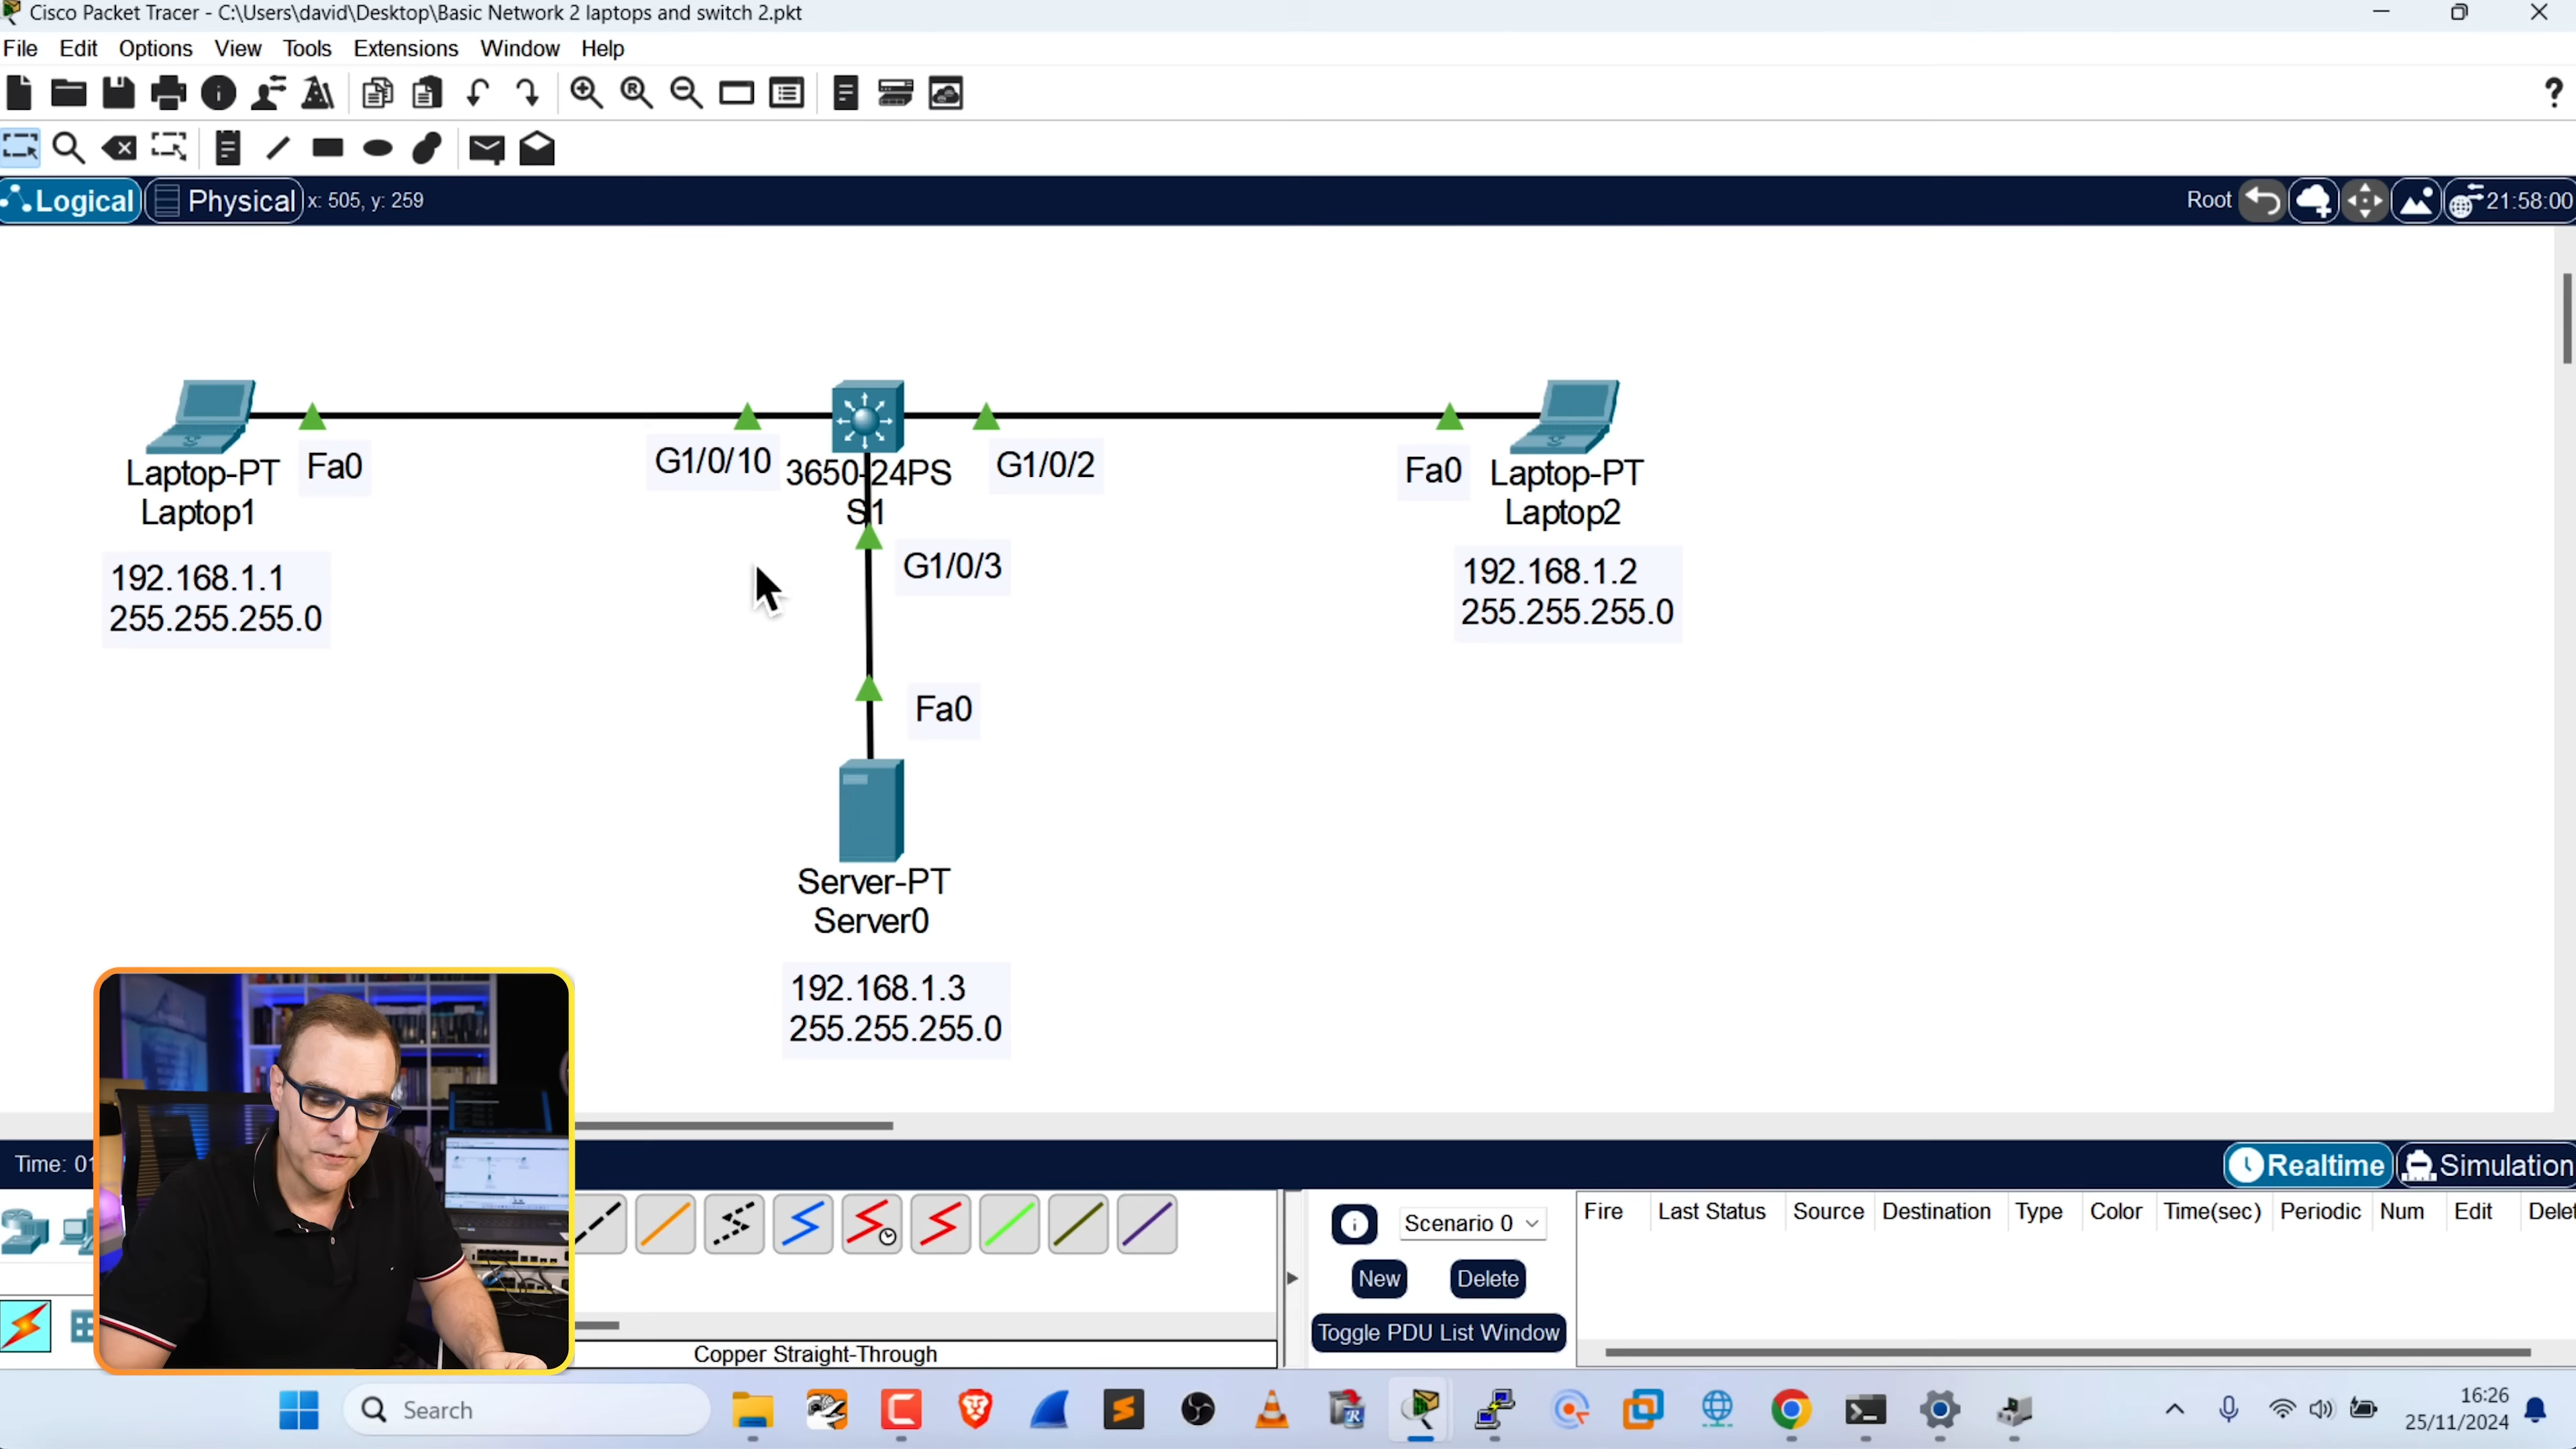 Cisco Packet Tracer - C:\Users\david\Desktop\Basic Network 2 laptops and switch 2.pkt
File Edit Options View Tools Extensions Window Help
Logical Physical x: 505, y: 259 Root 21:58:00
G1/0/10 3650-24PS G1/0/2
S1
Laptop-PT Fa0
Laptop1
Fa0 Laptop-PT
Laptop2
192.168.1.1
255.255.255.0
G1/0/3
192.168.1.2
255.255.255.0
Fa0
Server-PT
Server0
192.168.1.3
255.255.255.0
Time: 01
Realtime Simulation
Scenario 0
New Delete
Toggle PDU List Window
Fire Last Status Source Destination Type Color Time(sec) Periodic Num Edit Delet
Copper Straight-Through
Search
16:26
25/11/2024